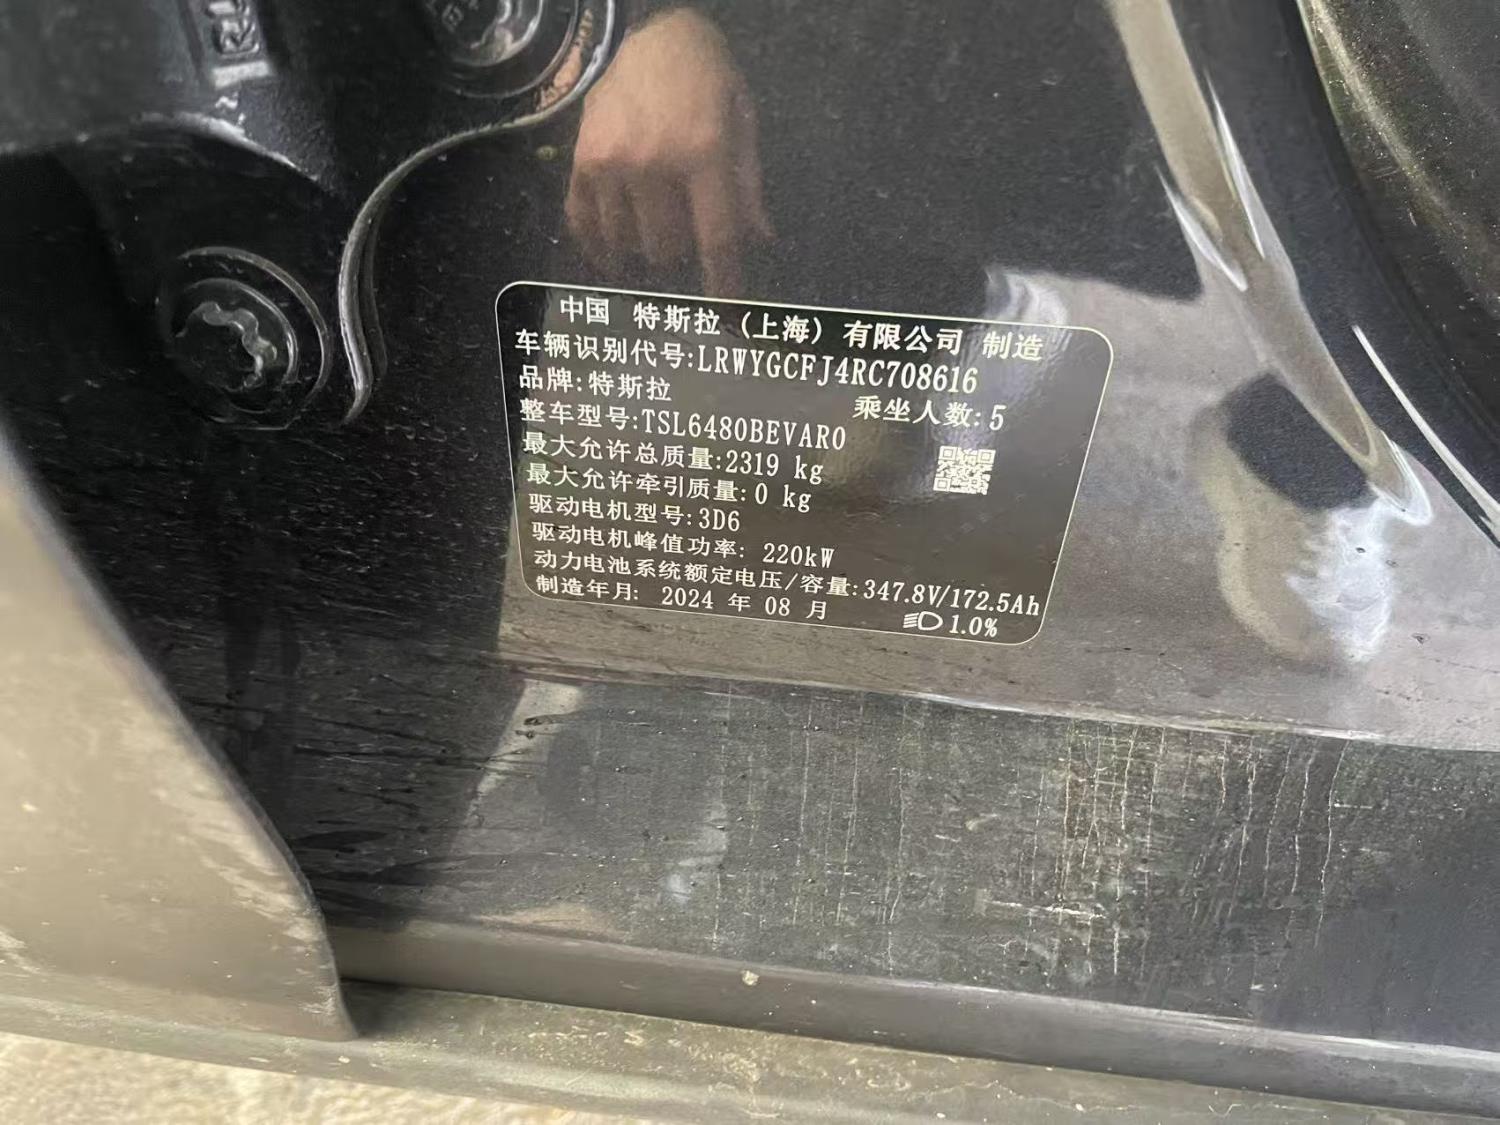 中国 特斯拉（上海）有限公司 制造
车辆识别代号:LRWYGCFJ4RC708616
品牌:特斯拉 乘坐人数:5
整车型号:TSL6480BEVAR0
最大允许总质量:2319 kg
最大允许牵引质量:0 kg
驱动电机型号:3D6
驱动电机峰值功率: 220kW
动力电池系统额定电压/容量:347.8V/172.5Ah
制造年月: 2024 年 08 月 1.0%